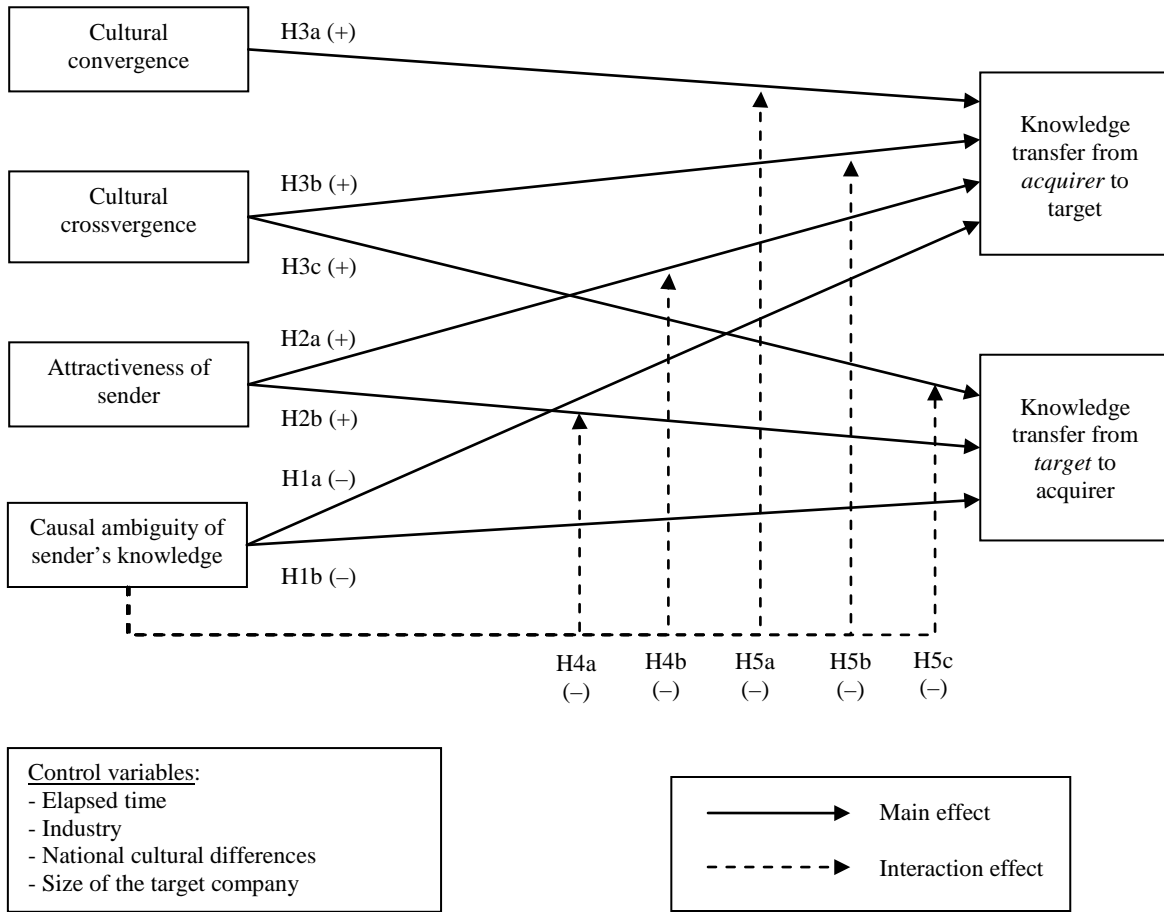 Cultural
convergence
H3a (+)
Knowledge
transfer from
acquirer to
target
Cultural
crossvergence
H3b (+)
H3c (+)
Attractiveness of
sender
H2a (+)
H2b (+)
Knowledge
transfer from
target to
acquirer
Causal ambiguity of
sender’s knowledge
H1a (–)
H1b (–)
H4a
(–)
H4b
(–)
H5a
(–)
H5b
(–)
H5c
(–)
Control variables:
- Elapsed time
- Industry
- National cultural differences
- Size of the target company
Main effect
Interaction effect